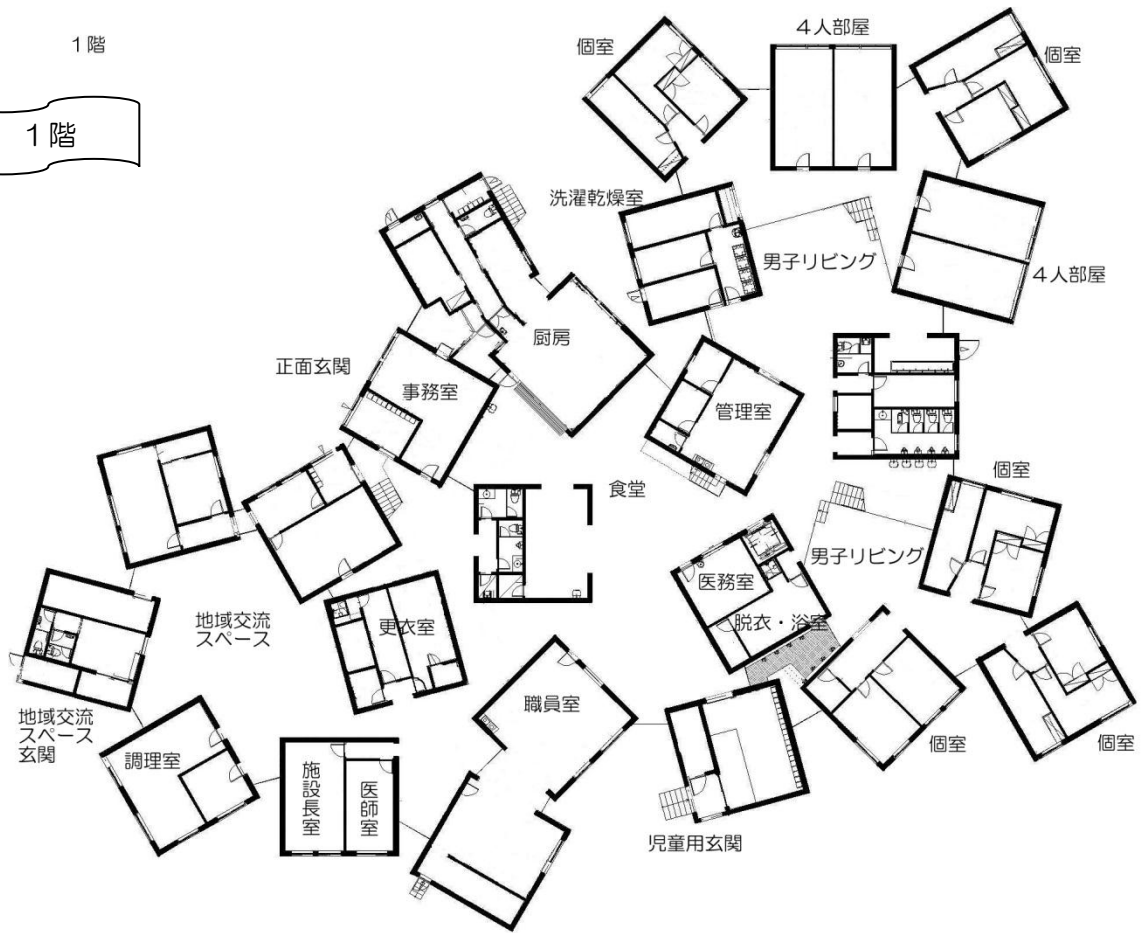 １階
１階
個室
４人部屋
個室
洗濯乾燥室
男子リビング
４人部屋
厨房
正面玄関
事務室
管理室
食堂
個室
男子リビング
医務室
脱衣・浴室
地域交流
スペース
更衣室
職員室
地域交流
スペース
玄関
調理室
施設長室
医師室
個室
個室
児童用玄関